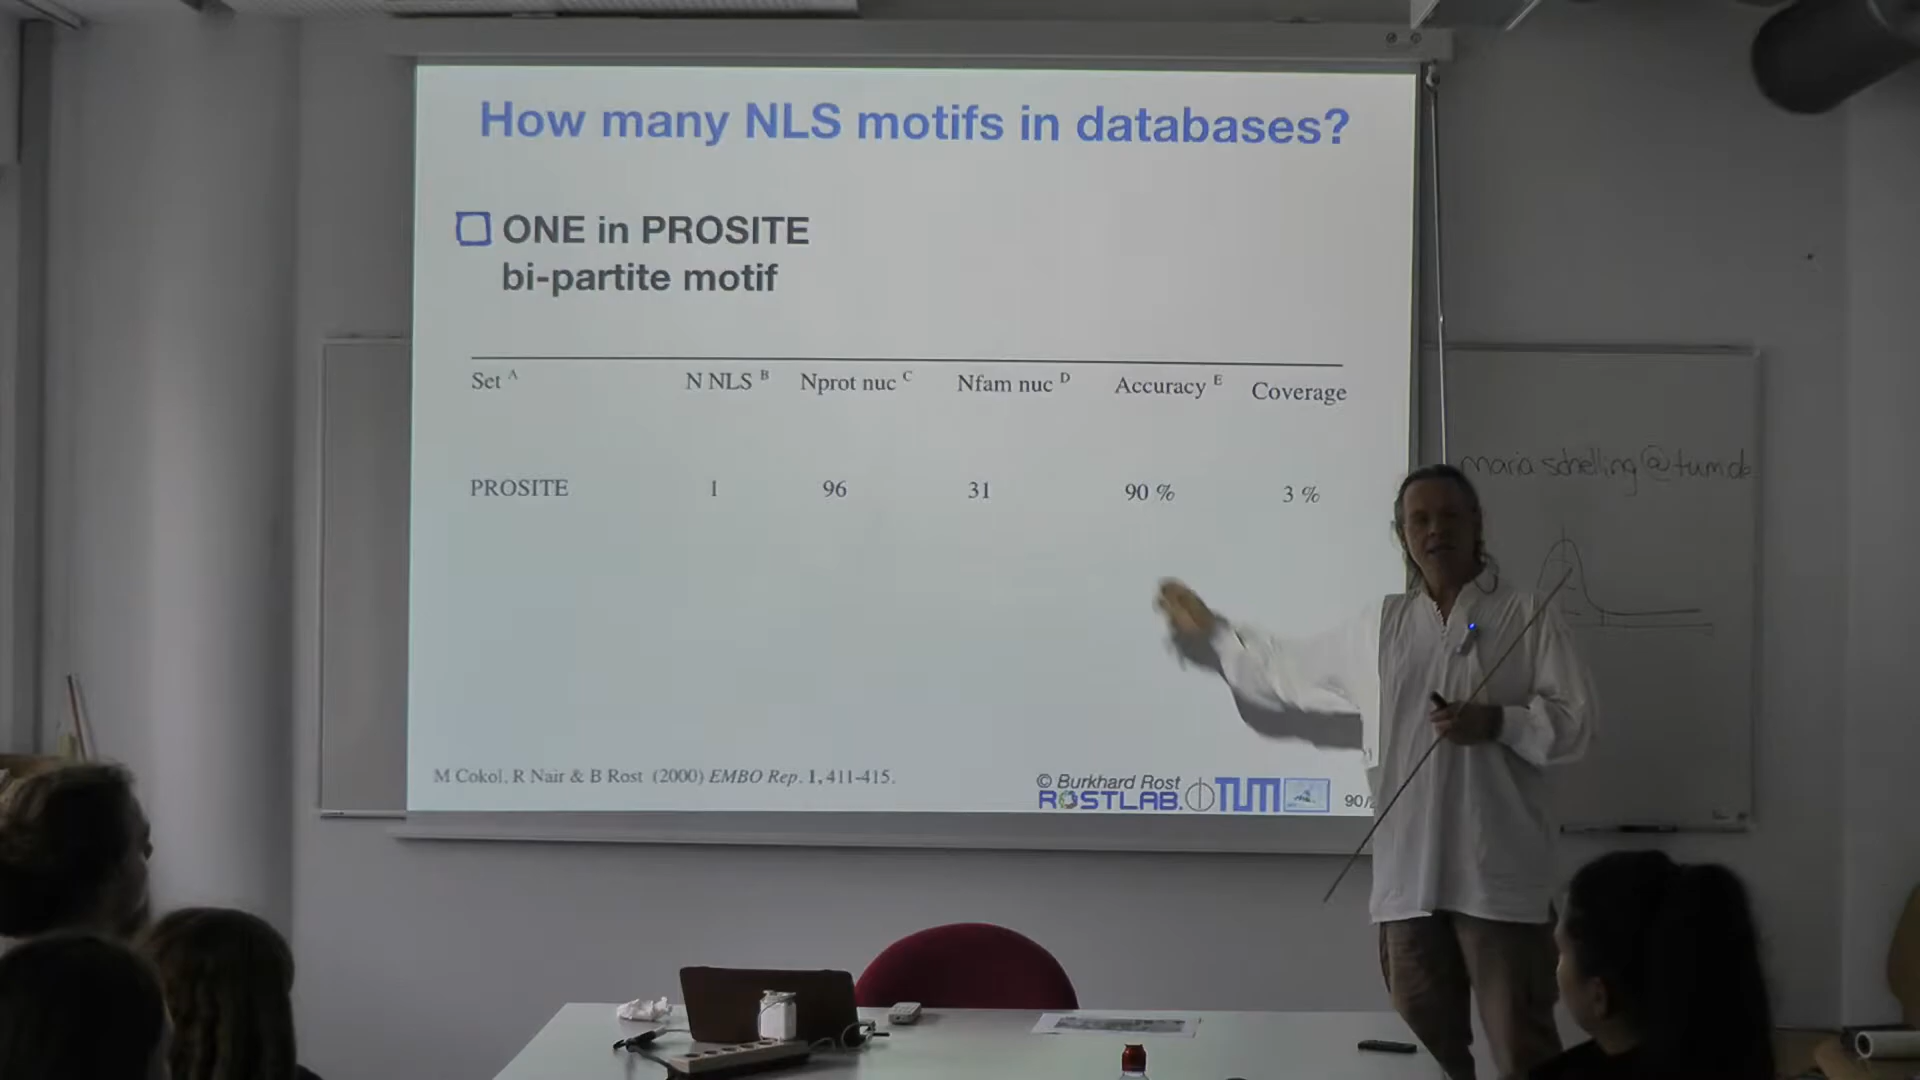 How many NLS motifs in databases?
ONE in PROSITE
bi-partite motif
Set A N NLS B Nprot nuc C Nfam nuc D Accuracy E Coverage
PROSITE 1 96 31 90 % 3 %
maria schelling@tum.de
M Cokol, R Nair & B Rost (2000) EMBO Rep. 1, 411-415.
© Burkhard Rost
ROSTLAB. TUM
90/